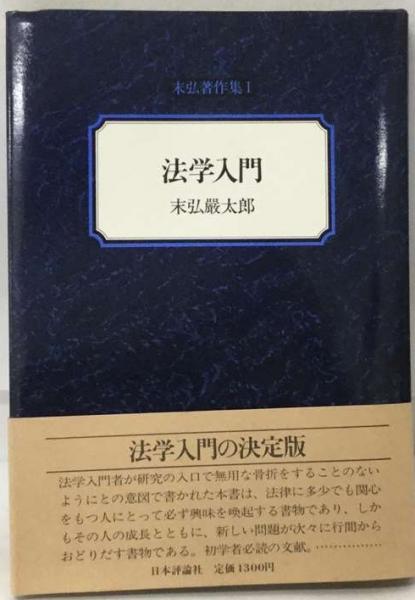 末弘著作集 I
法学入門
末弘嚴太郎
法学入門の決定版
法学入門者が研究の入口で無用な骨折をすることのない
ようにとの意図で書かれた本書は、法律に多少でも関心
をもつ人にとって必ず興味を喚起する書物であり、しか
もその人の成長とともに、新しい問題が次々に行間から
おどりだす書物である。初学者必読の文献。……………
日本評論社 定価1300円